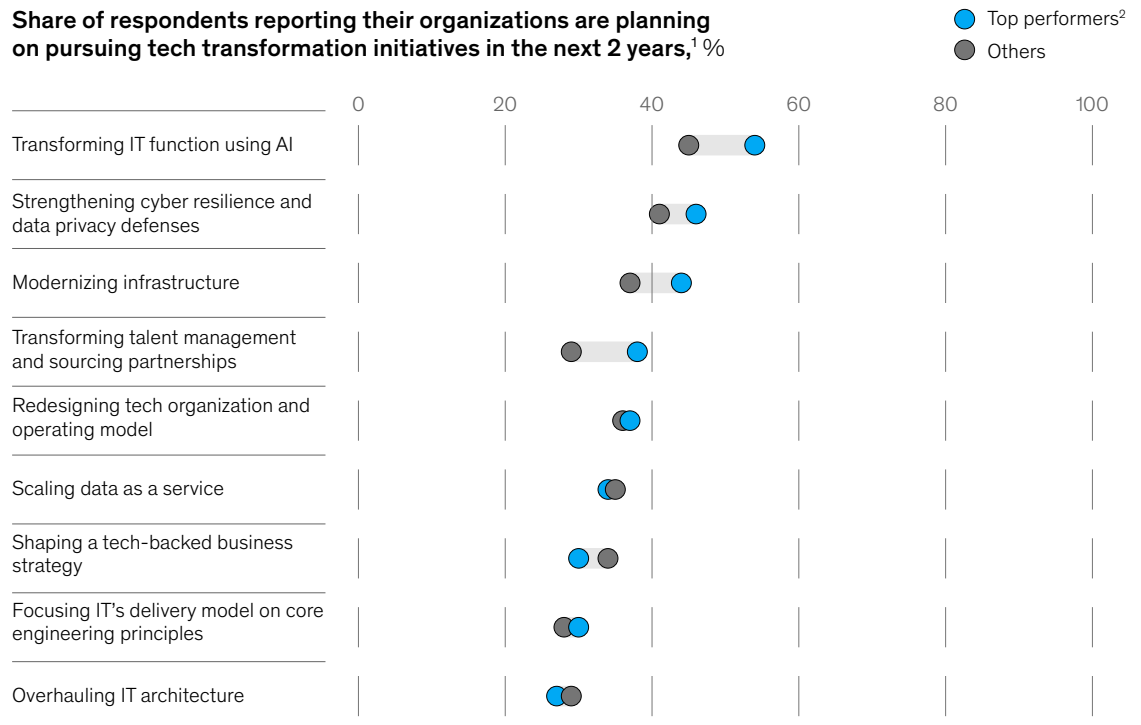 Share of respondents reporting their organizations are planning
on pursuing tech transformation initiatives in the next 2 years,¹ %
Top performers²
Others
0 20 40 60 80 100
Transforming IT function using AI
Strengthening cyber resilience and
data privacy defenses
Modernizing infrastructure
Transforming talent management
and sourcing partnerships
Redesigning tech organization and
operating model
Scaling data as a service
Shaping a tech-backed business
strategy
Focusing IT’s delivery model on core
engineering principles
Overhauling IT architecture